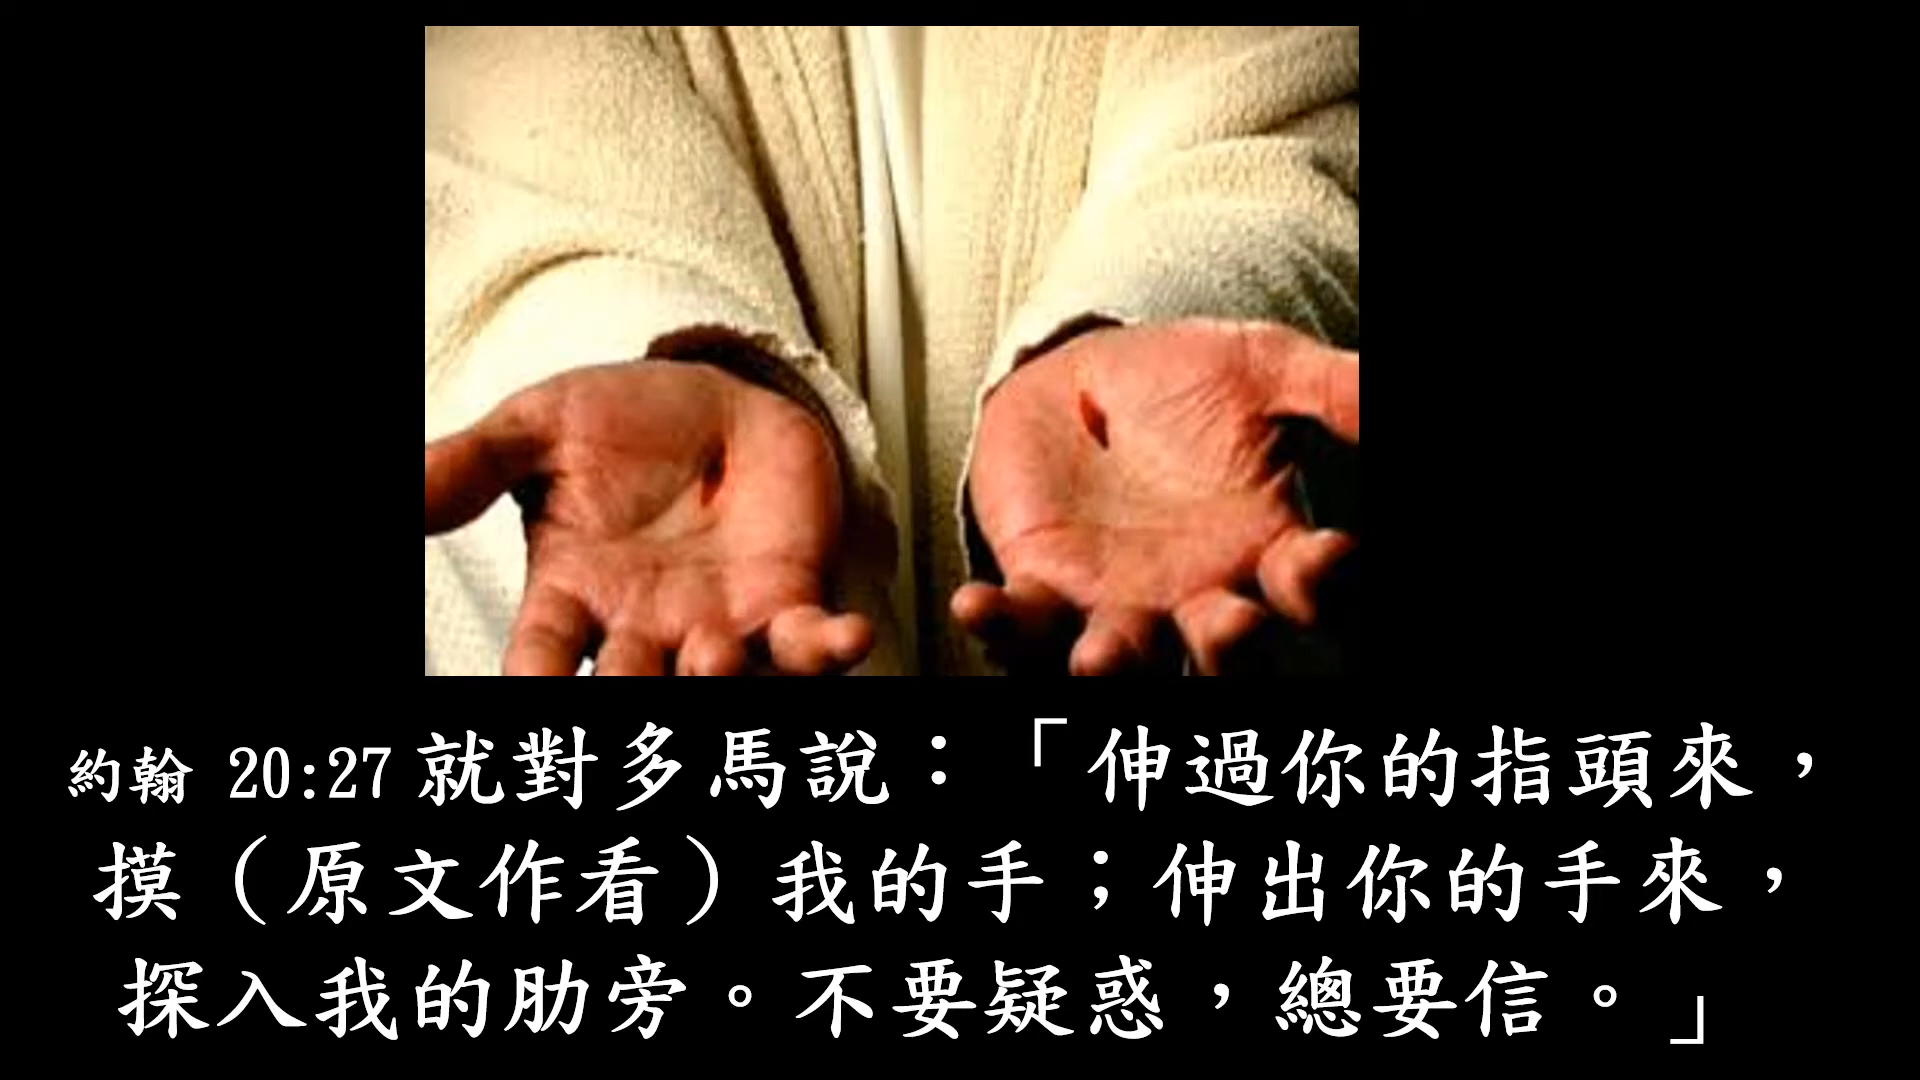 約翰 20:27 就對多馬說：「伸過你的指頭來，
摸（原文作看）我的手；伸出你的手來，
探入我的肋旁。不要疑惑，總要信。」